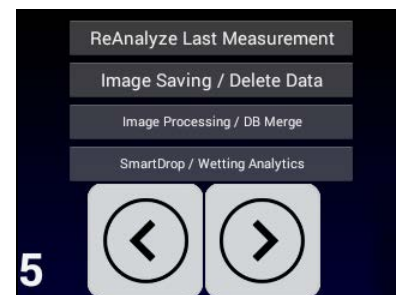 ReAnalyze Last Measurement
Image Saving / Delete Data
Image Processing / DB Merge
SmartDrop / Wetting Analytics
5